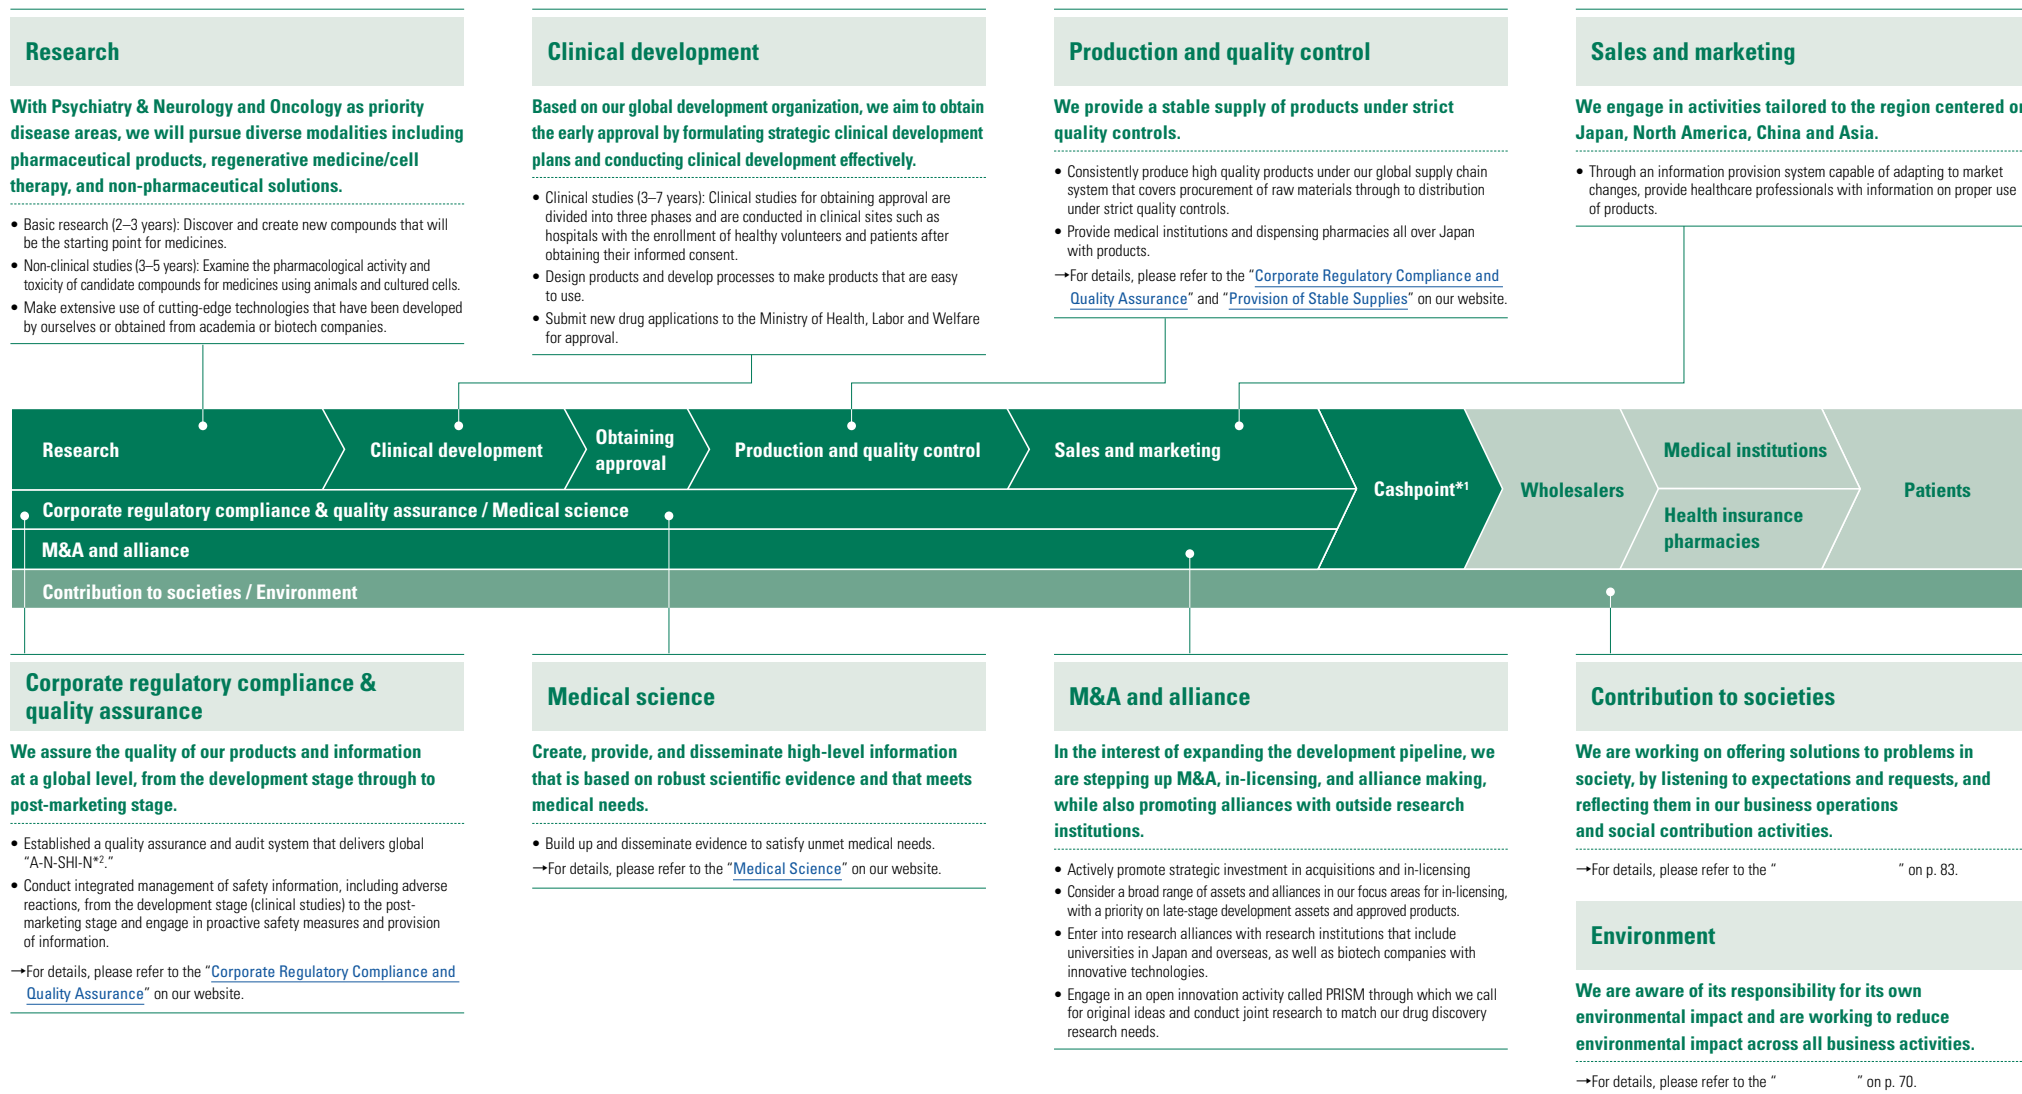 Research
With Psychiatry & Neurology and Oncology as priority
disease areas, we will pursue diverse modalities including
pharmaceutical products, regenerative medicine/cell
therapy, and non-pharmaceutical solutions.
• Basic research (2–3 years): Discover and create new compounds that will
be the starting point for medicines.
• Non-clinical studies (3–5 years): Examine the pharmacological activity and
toxicity of candidate compounds for medicines using animals and cultured cells.
• Make extensive use of cutting-edge technologies that have been developed
by ourselves or obtained from academia or biotech companies.
Clinical development
Based on our global development organization, we aim to obtain
the early approval by formulating strategic clinical development
plans and conducting clinical development effectively.
• Clinical studies (3–7 years): Clinical studies for obtaining approval are
divided into three phases and are conducted in clinical sites such as
hospitals with the enrollment of healthy volunteers and patients after
obtaining their informed consent.
• Design products and develop processes to make products that are easy
to use.
• Submit new drug applications to the Ministry of Health, Labor and Welfare
for approval.
Production and quality control
We provide a stable supply of products under strict
quality controls.
• Consistently produce high quality products under our global supply chain
system that covers procurement of raw materials through to distribution
under strict quality controls.
• Provide medical institutions and dispensing pharmacies all over Japan
with products.
→For details, please refer to the “Corporate Regulatory Compliance and
Quality Assurance” and “Provision of Stable Supplies” on our website.
Sales and marketing
We engage in activities tailored to the region centered on
Japan, North America, China and Asia.
• Through an information provision system capable of adapting to market
changes, provide healthcare professionals with information on proper use
of products.
Research
Clinical development
Obtaining
approval
Production and quality control
Sales and marketing
Cashpoint*1
Wholesalers
Medical institutions
Health insurance
pharmacies
Patients
Corporate regulatory compliance & quality assurance / Medical science
M&A and alliance
Contribution to societies / Environment
Corporate regulatory compliance &
quality assurance
We assure the quality of our products and information
at a global level, from the development stage through to
post-marketing stage.
• Established a quality assurance and audit system that delivers global
“A-N-SHI-N*2.”
• Conduct integrated management of safety information, including adverse
reactions, from the development stage (clinical studies) to the post-
marketing stage and engage in proactive safety measures and provision
of information.
→For details, please refer to the “Corporate Regulatory Compliance and
Quality Assurance” on our website.
Medical science
Create, provide, and disseminate high-level information
that is based on robust scientific evidence and that meets
medical needs.
• Build up and disseminate evidence to satisfy unmet medical needs.
→For details, please refer to the “Medical Science” on our website.
M&A and alliance
In the interest of expanding the development pipeline, we
are stepping up M&A, in-licensing, and alliance making,
while also promoting alliances with outside research
institutions.
• Actively promote strategic investment in acquisitions and in-licensing
• Consider a broad range of assets and alliances in our focus areas for in-licensing,
with a priority on late-stage development assets and approved products.
• Enter into research alliances with research institutions that include
universities in Japan and overseas, as well as biotech companies with
innovative technologies.
• Engage in an open innovation activity called PRISM through which we call
for original ideas and conduct joint research to match our drug discovery
research needs.
Contribution to societies
We are working on offering solutions to problems in
society, by listening to expectations and requests, and
reflecting them in our business operations
and social contribution activities.
→For details, please refer to the “ ” on p. 83.
Environment
We are aware of its responsibility for its own
environmental impact and are working to reduce
environmental impact across all business activities.
→For details, please refer to the “ ” on p. 70.